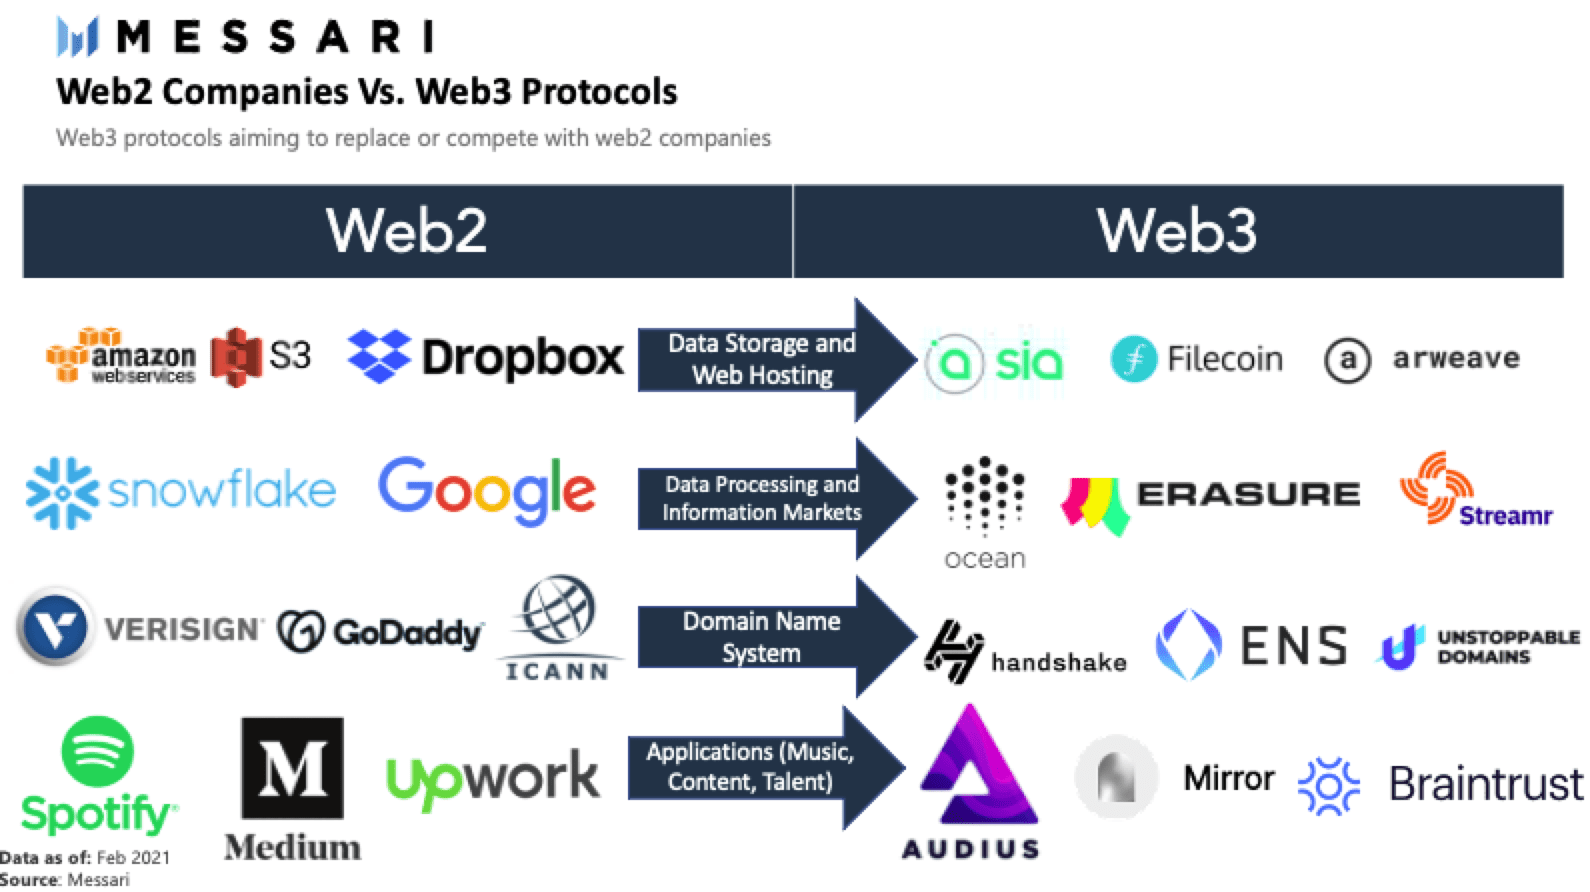 MESSARI
Web2 Companies Vs. Web3 Protocols
Web3 protocols aiming to replace or compete with web2 companies
Web2
Web3
amazon
webservices
S3
Dropbox
Data Storage and
Web Hosting
a sia
Filecoin
a arweave
snowflake
Google
Data Processing and
Information Markets
ocean
ERASURE
Streamr
VERISIGN
GoDaddy
ICANN
Domain Name
System
handshake
ENS
UNSTOPPABLE
DOMAINS
Spotify
M
Medium
upwork
Applications (Music,
Content, Talent)
AUDIUS
Mirror
Braintrust
Data as of: Feb 2021
Source: Messari